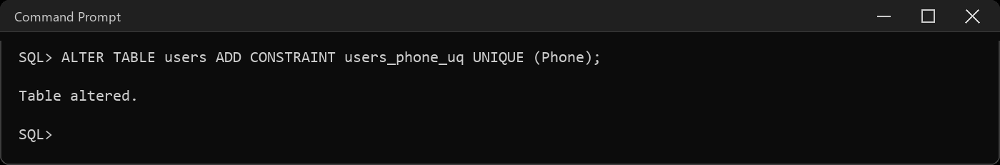 Command Prompt
SQL> ALTER TABLE users ADD CONSTRAINT users_phone_uq UNIQUE (Phone);
Table altered.
SQL>